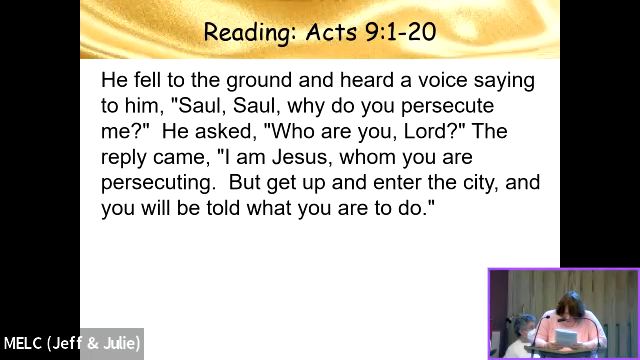 Reading: Acts 9:1-20
He fell to the ground and heard a voice saying
to him, "Saul, Saul, why do you persecute
me?"  He asked, "Who are you, Lord?" The
reply came, "I am Jesus, whom you are
persecuting.  But get up and enter the city, and
you will be told what you are to do."
MELC (Jeff & Julie)